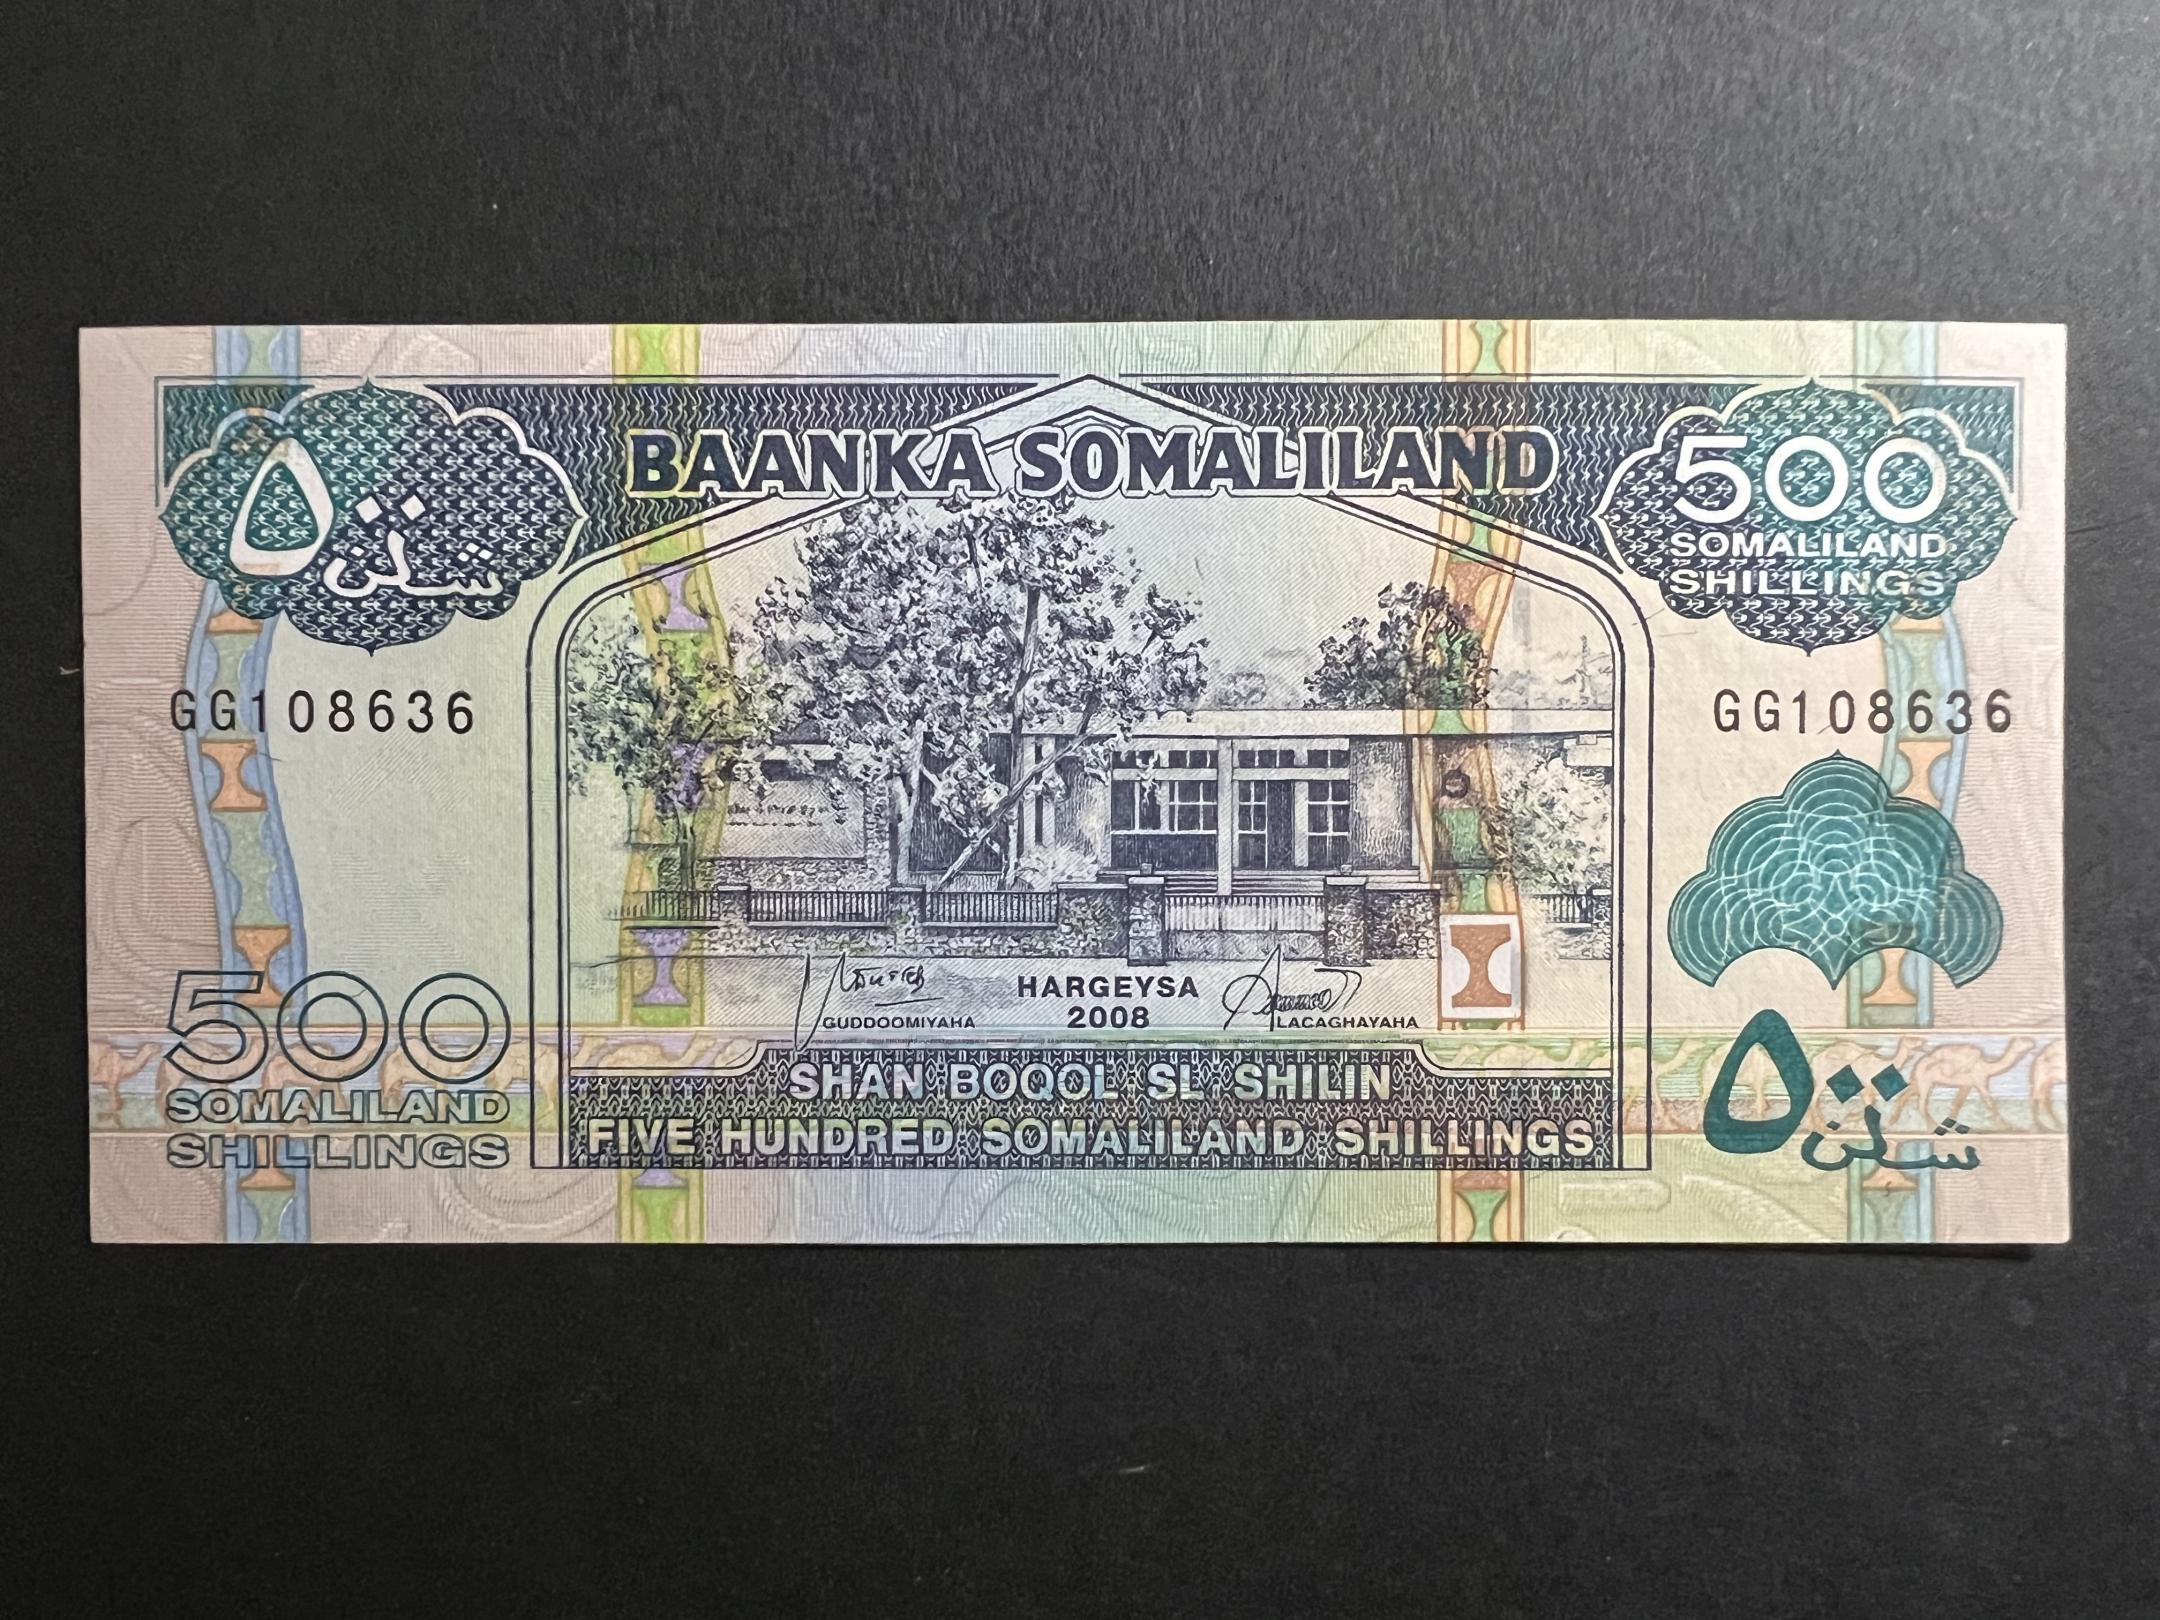 BAANKA SOMALILAND
٥٠٠
شلن
500
SOMALILAND
SHILLINGS
GG108636
GG108636
HARGEYSA
2008
GUDDOOMIYAHA
LACAGHAYAHA
500
SOMALILAND
SHILLINGS
SHAN BOQOL SL SHILIN
FIVE HUNDRED SOMALILAND SHILLINGS
٥٠٠
شلن